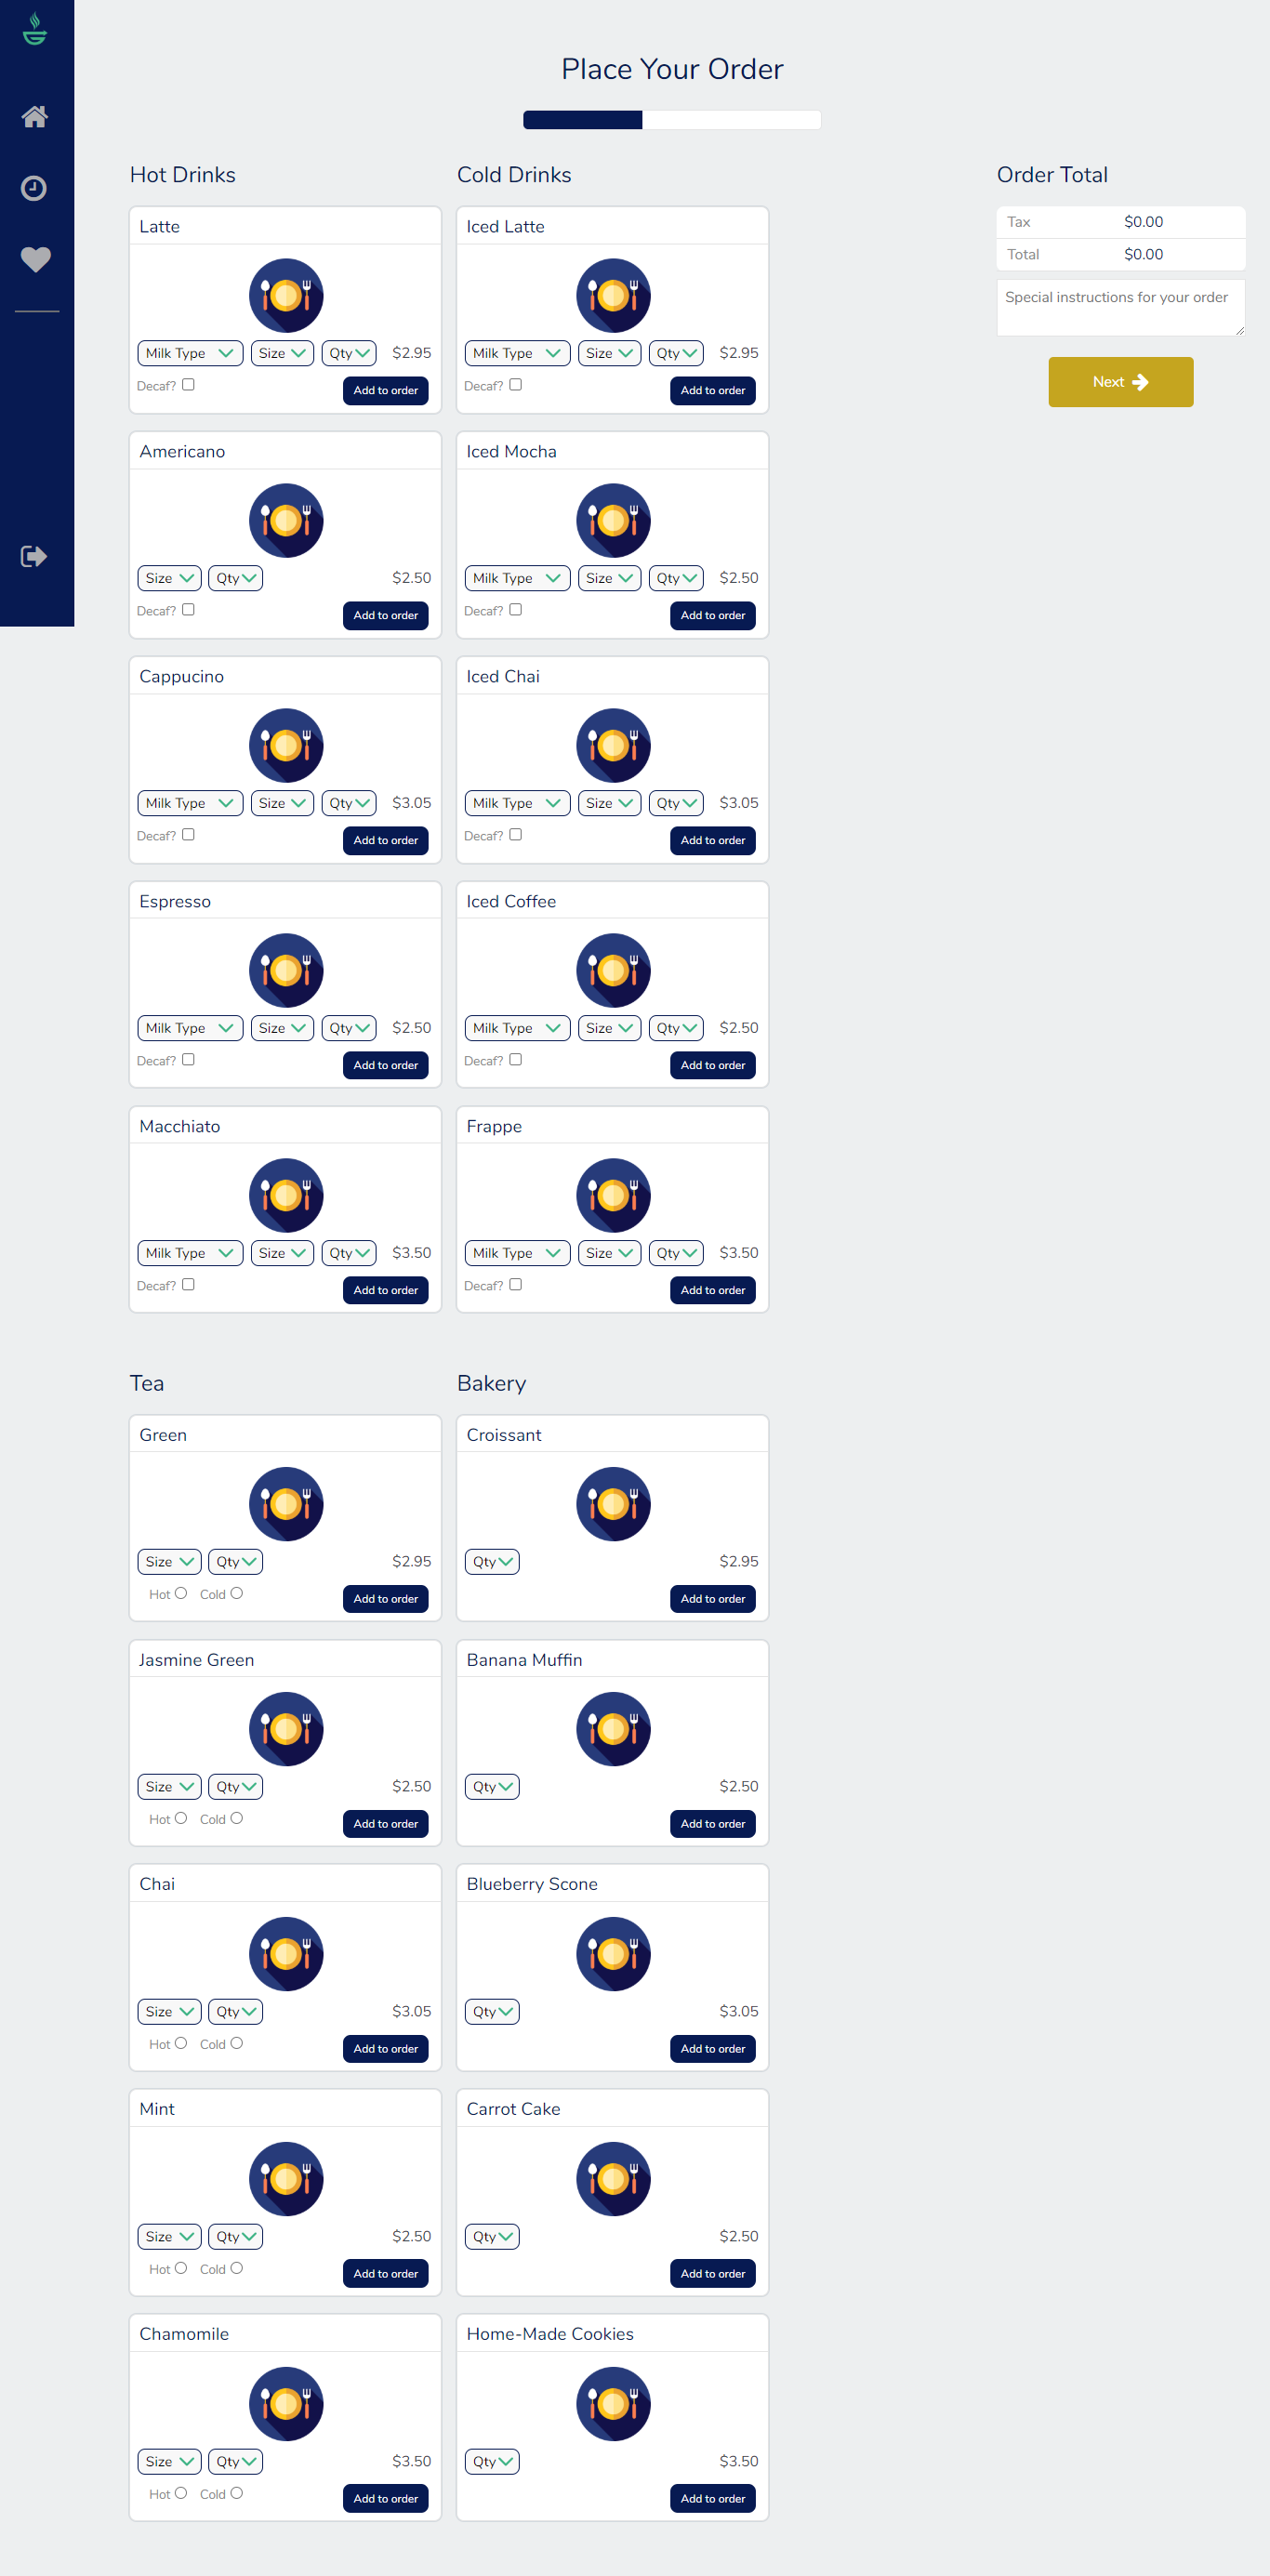 Place Your Order
Hot Drinks
Latte
Milk Type Size Qty $2.95
Decaf? Add to order
Americano
Size Qty $2.50
Decaf? Add to order
Cappucino
Milk Type Size Qty $3.05
Decaf? Add to order
Espresso
Milk Type Size Qty $2.50
Decaf? Add to order
Macchiato
Milk Type Size Qty $3.50
Decaf? Add to order
Cold Drinks
Iced Latte
Milk Type Size Qty $2.95
Decaf? Add to order
Iced Mocha
Milk Type Size Qty $2.50
Decaf? Add to order
Iced Chai
Milk Type Size Qty $3.05
Decaf? Add to order
Iced Coffee
Milk Type Size Qty $2.50
Decaf? Add to order
Frappe
Milk Type Size Qty $3.50
Decaf? Add to order
Order Total
Tax $0.00
Total $0.00
Special instructions for your order
Next
Tea
Green
Size Qty $2.95
Hot Cold Add to order
Jasmine Green
Size Qty $2.50
Hot Cold Add to order
Chai
Size Qty $3.05
Hot Cold Add to order
Mint
Size Qty $2.50
Hot Cold Add to order
Chamomile
Size Qty $3.50
Hot Cold Add to order
Bakery
Croissant
Qty $2.95
Add to order
Banana Muffin
Qty $2.50
Add to order
Blueberry Scone
Qty $3.05
Add to order
Carrot Cake
Qty $2.50
Add to order
Home-Made Cookies
Qty $3.50
Add to order